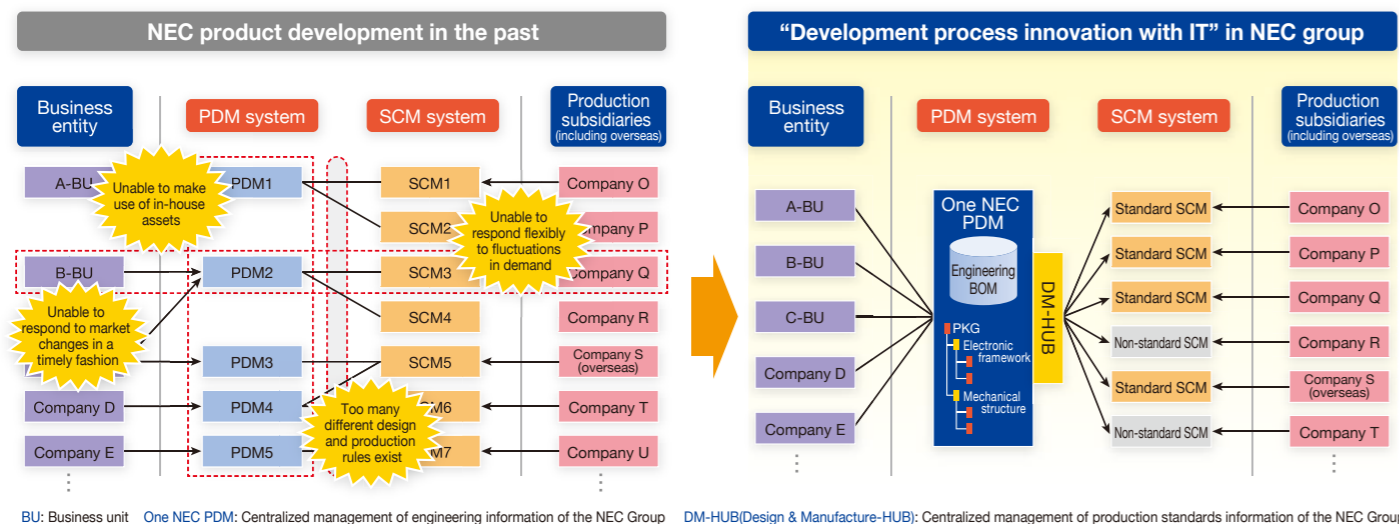 NEC product development in the past
“Development process innovation with IT” in NEC group
Business
entity
PDM system
SCM system
Production
subsidiaries
(including overseas)
A-BU
Unable to make
use of in-house
assets
PDM1
SCM1
Company O
SCM2
Unable to
respond flexibly
to fluctuations
in demand
mpany P
B-BU
PDM2
SCM3
Company Q
Unable to
respond to market
changes in a
timely fashion
SCM4
Company R
PDM3
SCM5
Company S
(overseas)
Company D
PDM4
Too many
different design
and production
rules exist
M6
Company T
Company E
PDM5
M7
Company U
Business
entity
PDM system
SCM system
Production
subsidiaries
(including overseas)
A-BU
B-BU
C-BU
Company D
Company E
One NEC
PDM
Engineering
BOM
PKG
Electronic
framework
Mechanical
structure
DM-HUB
Standard SCM
Company O
Standard SCM
Company P
Standard SCM
Company Q
Non-standard SCM
Company R
Standard SCM
Company S
(overseas)
Non-standard SCM
Company T
BU: Business unit One NEC PDM: Centralized management of engineering information of the NEC Group DM-HUB(Design & Manufacture-HUB): Centralized management of production standards information of the NEC